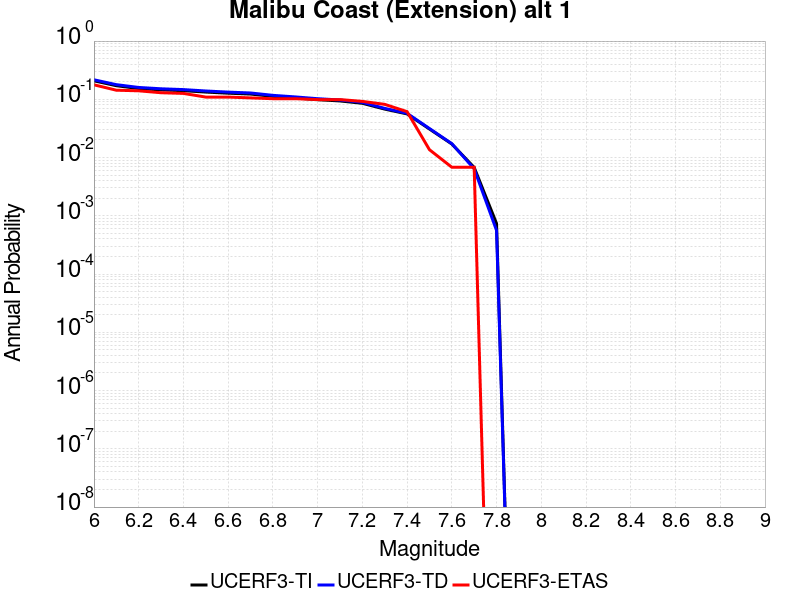 Malibu Coast (Extension) alt 1
10^0
10^-1
10^-2
10^-3
10^-4
10^-5
10^-6
10^-7
10^-8
Annual Probability
6 6.2 6.4 6.6 6.8 7 7.2 7.4 7.6 7.8 8 8.2 8.4 8.6 8.8 9
Magnitude
UCERF3-TI UCERF3-TD UCERF3-ETAS